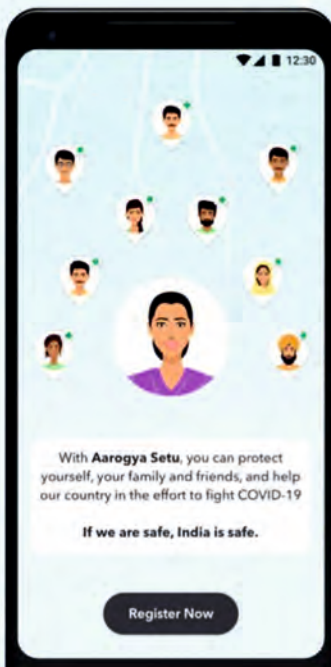 12:30
With Aarogya Setu, you can protect
yourself, your family and friends, and help
our country in the effort to fight COVID-19
If we are safe, India is safe.
Register Now